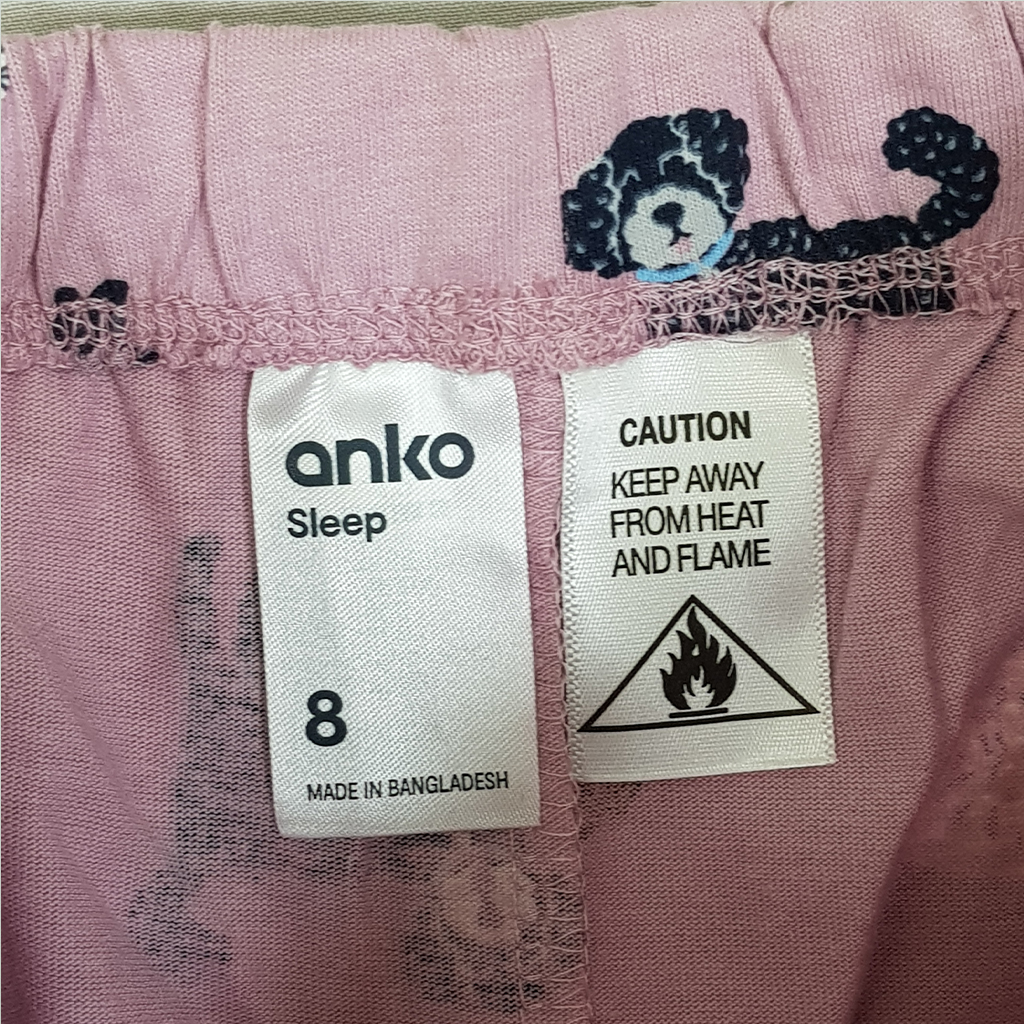 anko
Sleep
8
MADE IN BANGLADESH
CAUTION
KEEP AWAY
FROM HEAT
AND FLAME